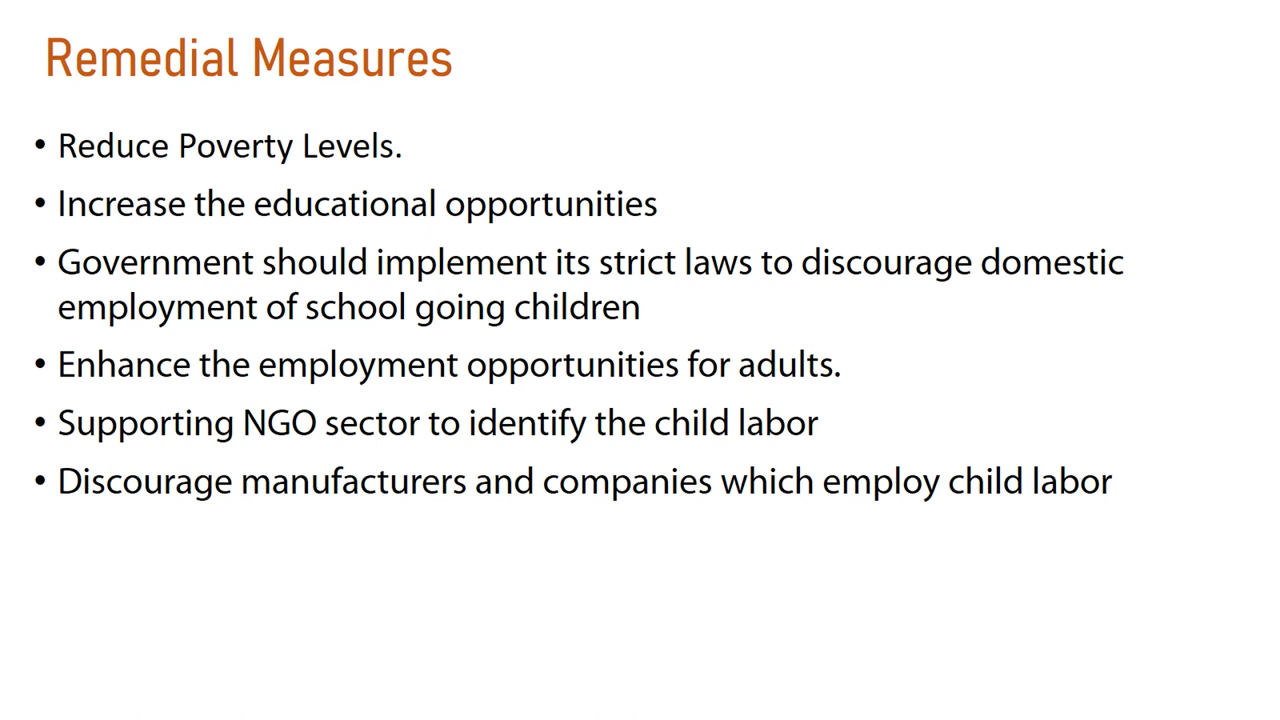 Remedial Measures
• Reduce Poverty Levels.
• Increase the educational opportunities
• Government should implement its strict laws to discourage domestic
employment of school going children
• Enhance the employment opportunities for adults.
• Supporting NGO sector to identify the child labor
• Discourage manufacturers and companies which employ child labor